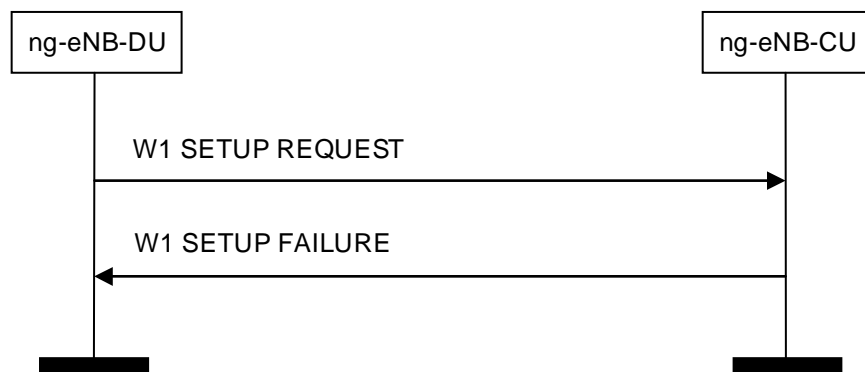 ng-eNB-DU
ng-eNB-CU
W1 SETUP REQUEST
W1 SETUP FAILURE